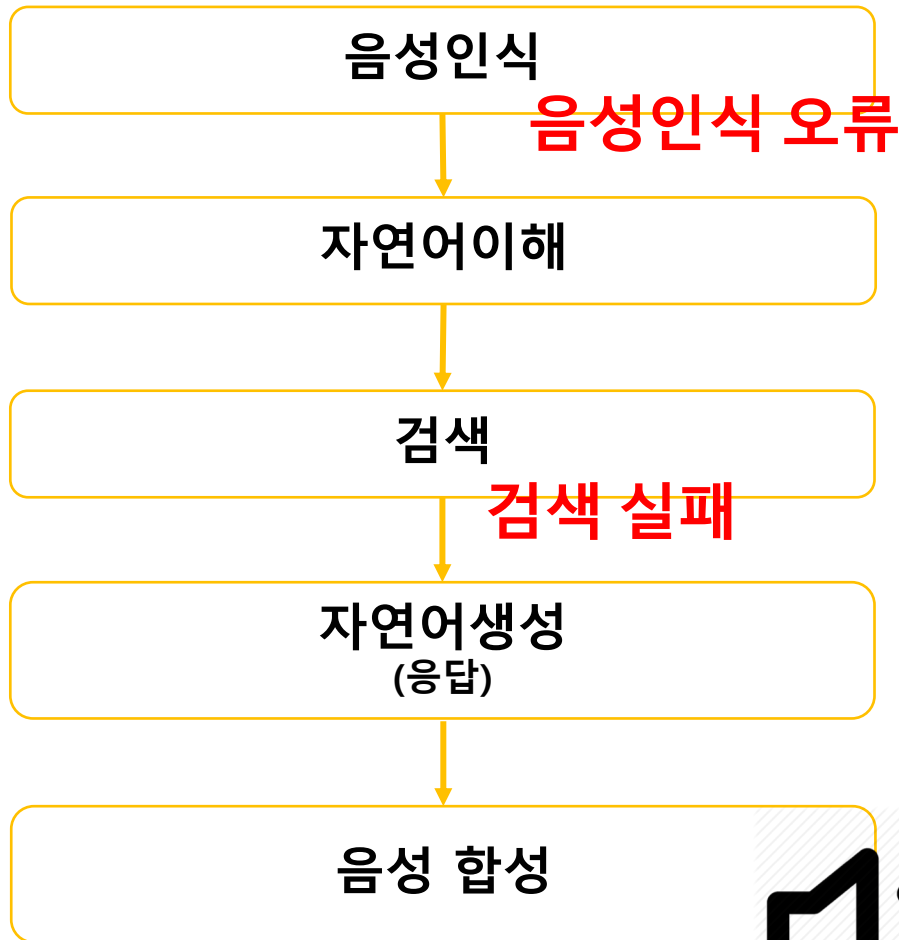 음성인식
음성인식 오류
자연어이해
검색
검색 실패
자연어생성
(응답)
음성 합성